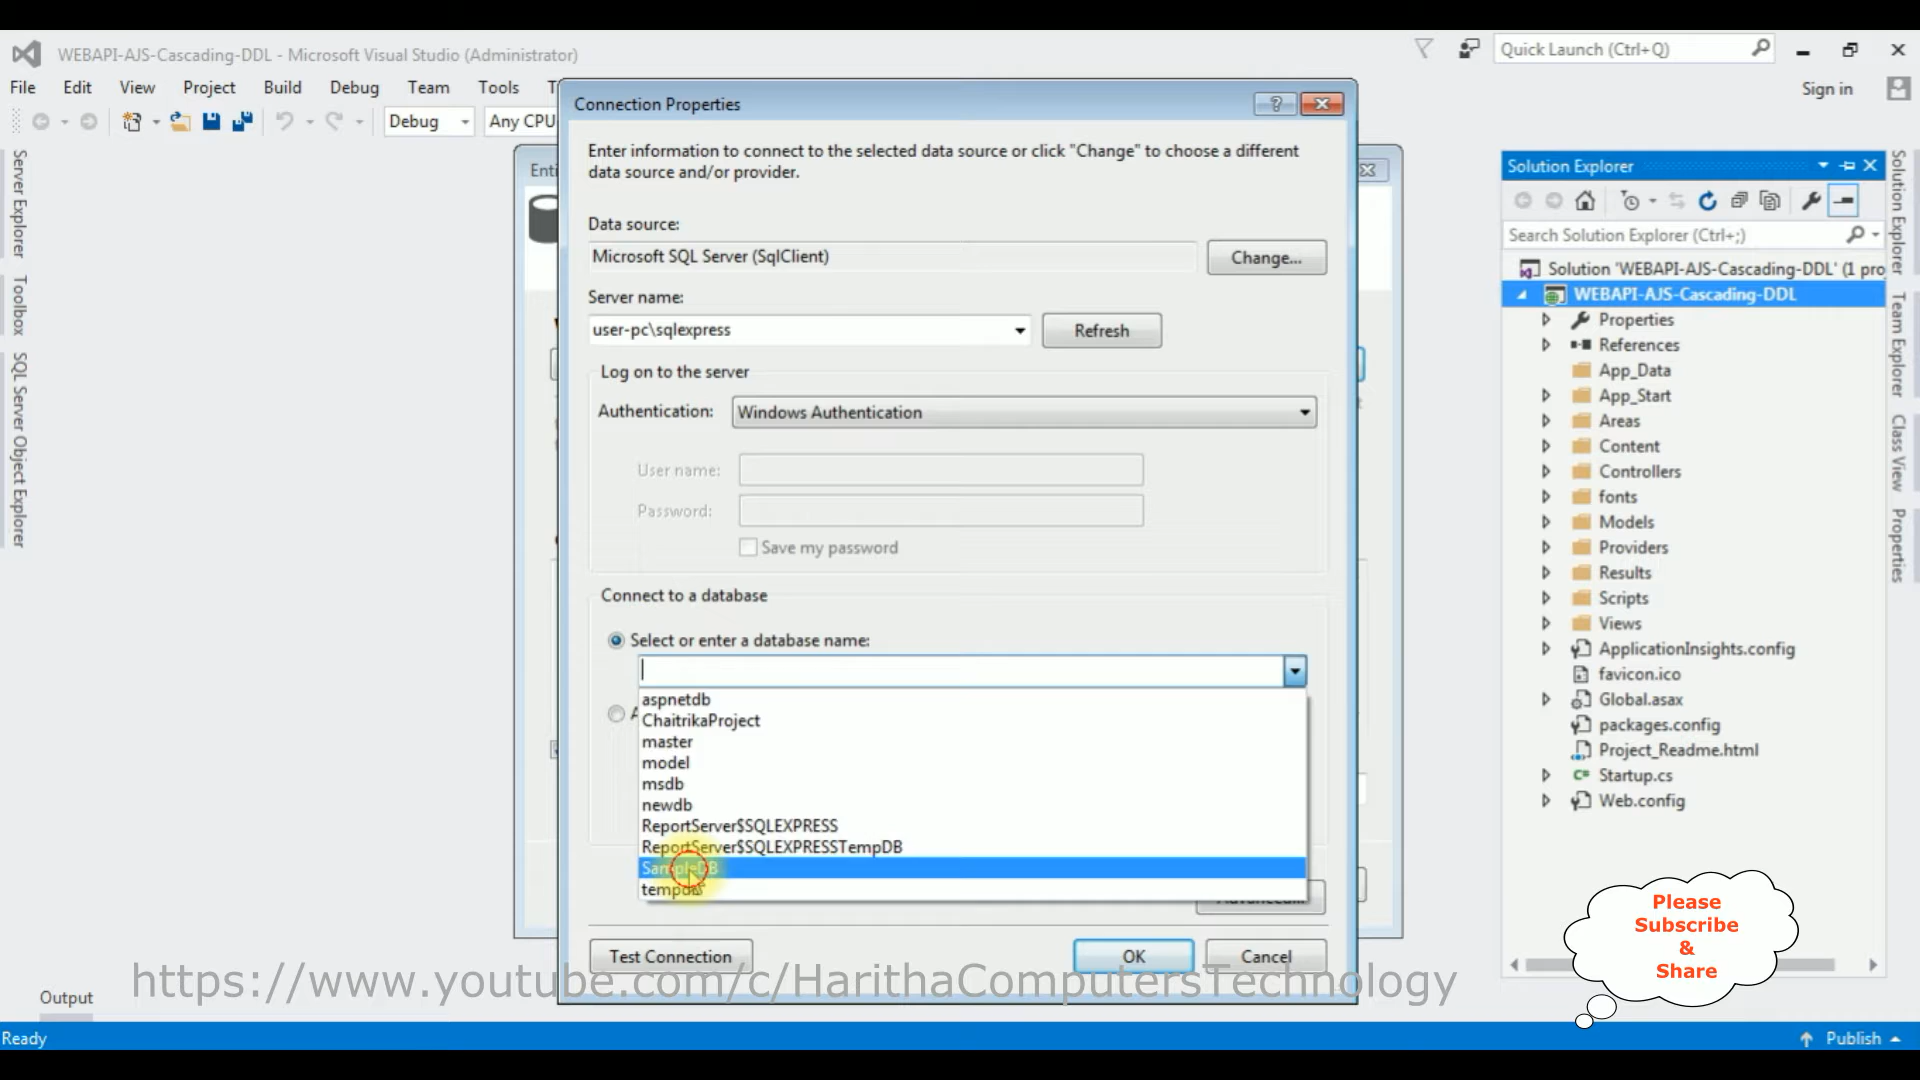 WEBAPI-AJS-Cascading-DDL - Microsoft Visual Studio (Administrator)
Quick Launch (Ctrl+Q)
File Edit View Project Build Debug Team Tools
Sign in
Debug
Any CPU
Server Explorer
Toolbox
SQL Server Object Explorer
Connection Properties
Enter information to connect to the selected data source or click "Change" to choose a different
data source and/or provider.
Data source:
Microsoft SQL Server (SqlClient)
Change...
Server name:
user-pc\sqlexpress
Refresh
Log on to the server
Authentication:
Windows Authentication
User name:
Password:
Save my password
Connect to a database
Select or enter a database name:
aspnetdb
ChaitrikaProject
master
model
msdb
newdb
ReportServer$SQLEXPRESS
ReportServer$SQLEXPRESSTempDB
SampleDB
tempdb
Advanced...
Test Connection
OK
Cancel
Solution Explorer
Search Solution Explorer (Ctrl+;)
Solution 'WEBAPI-AJS-Cascading-DDL' (1 pro
WEBAPI-AJS-Cascading-DDL
Properties
References
App_Data
App_Start
Areas
Content
Controllers
fonts
Models
Providers
Results
Scripts
Views
ApplicationInsights.config
favicon.ico
Global.asax
packages.config
Project_Readme.html
Startup.cs
Web.config
Solution Explorer
Team Explorer
Class View
Properties
Please
Subscribe
&
Share
https://www.youtube.com/c/HarithaComputersTechnology
Output
Ready
Publish